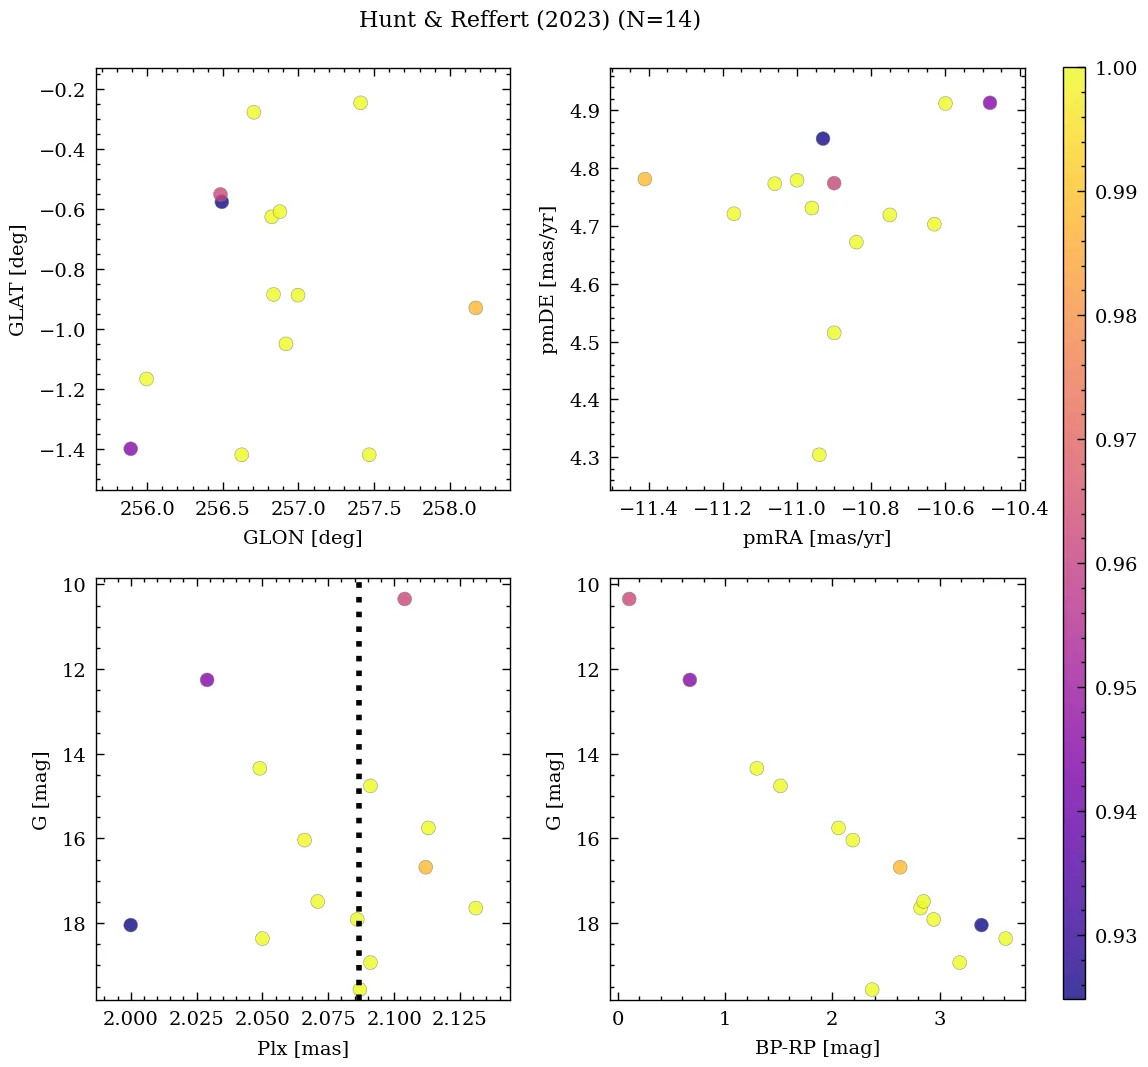 Hunt & Reffert (2023) (N=14)
−0.2
−0.4
−0.6
−0.8
−1.0
−1.2
−1.4
GLAT [deg]
256.0 256.5 257.0 257.5 258.0
GLON [deg]
4.9
4.8
4.7
4.6
4.5
4.4
4.3
pmDE [mas/yr]
−11.4 −11.2 −11.0 −10.8 −10.6 −10.4
pmRA [mas/yr]
10
12
14
16
18
G [mag]
2.000 2.025 2.050 2.075 2.100 2.125
Plx [mas]
10
12
14
16
18
G [mag]
0 1 2 3
BP-RP [mag]
1.00
0.99
0.98
0.97
0.96
0.95
0.94
0.93